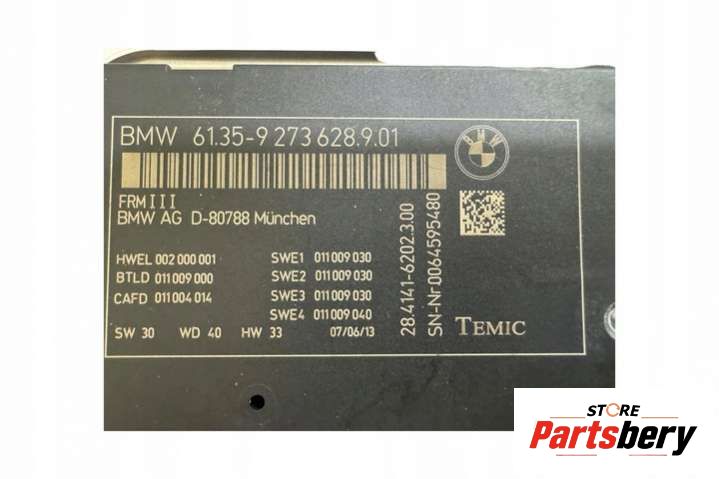 BMW 61.35-9 273 628.9.01
BMW
FRM III
BMW AG D-80788 München
HWEL 002 000 001
BTLD 011 009 000
CAFD 011 004 014
SWE1 011 009 030
SWE2 011 009 030
SWE3 011 009 030
SWE4 011 009 040
SW 30 WD 40 HW 33 07/06/13
28.4141-6202.3.00
SN-Nr0064595480
TEMIC
STORE
Partsbery